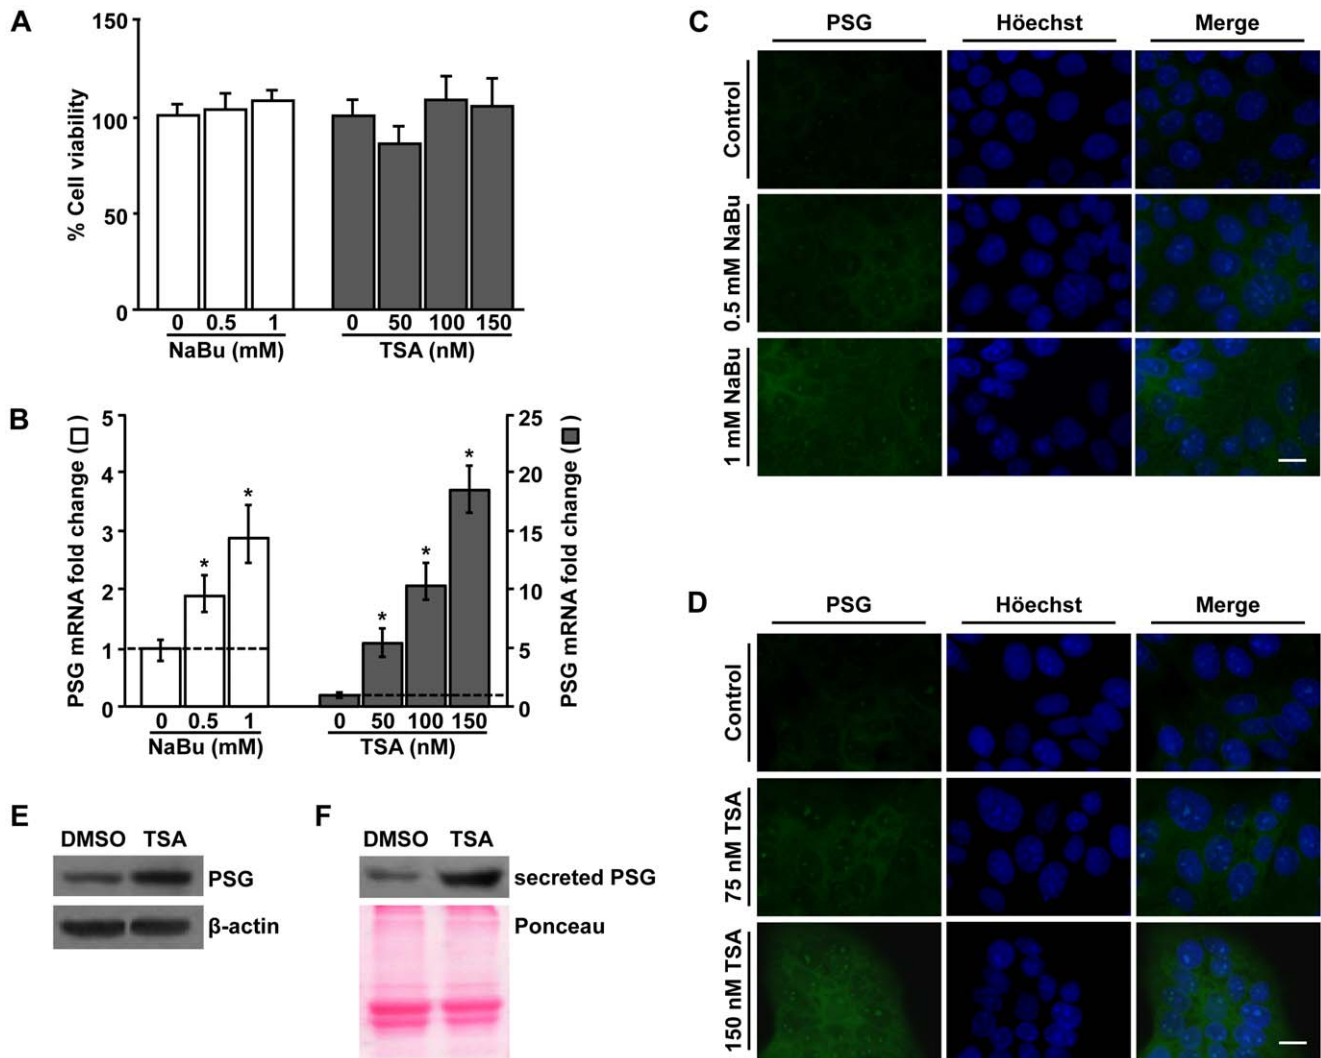 A
150
100
50
0
% Cell viability
0 0.5 1
NaBu (mM)
0 50 100 150
TSA (nM)
B
5
4
3
2
1
0
PSG mRNA fold change (□)
25
20
15
10
5
0
PSG mRNA fold change (■)
* * * * *
0 0.5 1
NaBu (mM)
0 50 100 150
TSA (nM)
C
PSG Höechst Merge
Control
0.5 mM NaBu
1 mM NaBu
D
PSG Höechst Merge
Control
75 nM TSA
150 nM TSA
E
DMSO TSA
PSG
β-actin
F
DMSO TSA
secreted PSG
Ponceau